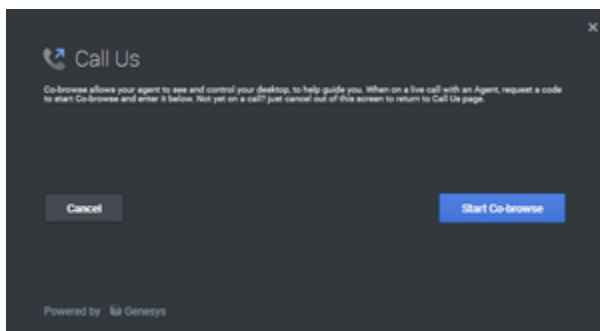 Call Us
Co-browse allows your agent to see and control your desktop, to help guide you. When on a live call with an Agent, request a code
to start Co-browse and enter it below. Not yet on a call? just cancel out of this screen to return to Call Us page.
Cancel
Start Co-browse
Powered by Genesys